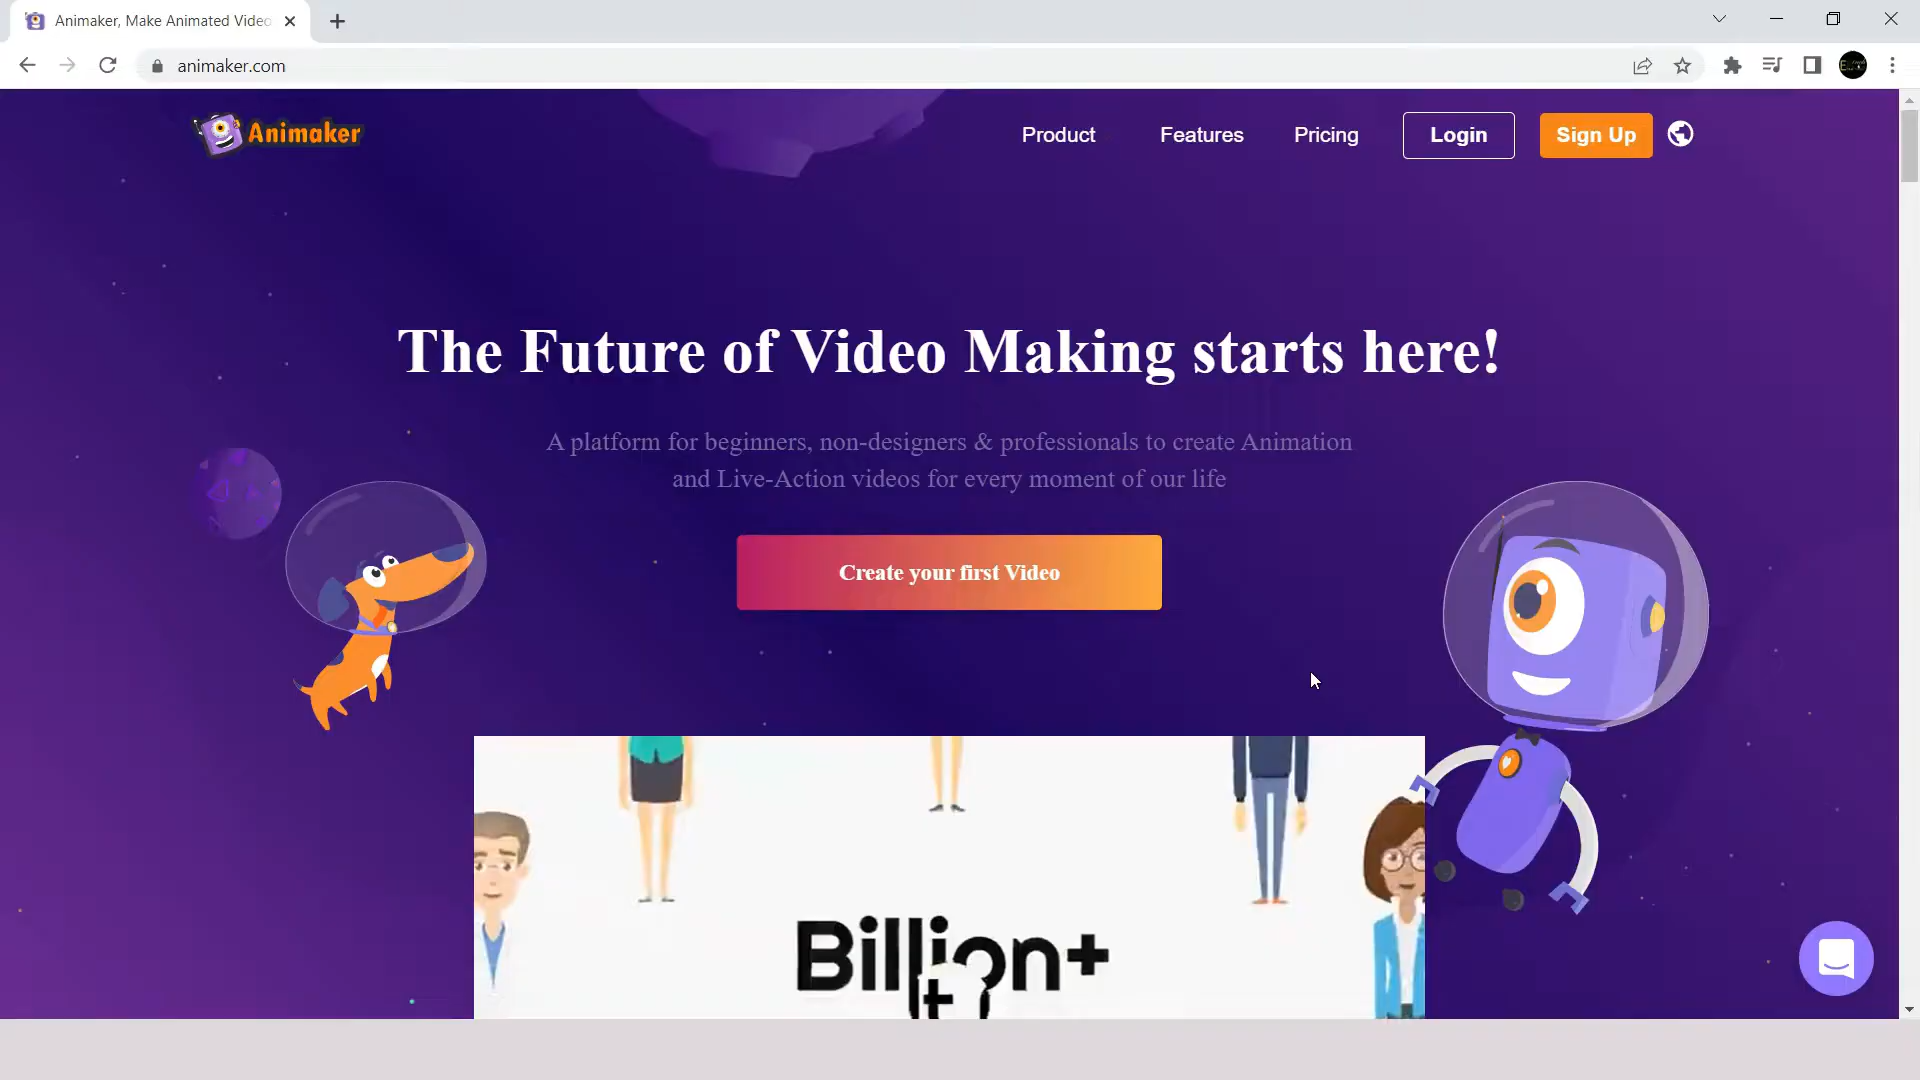 Animaker, Make Animated Video
animaker.com
Animaker
Product
Features
Pricing
Login
Sign Up
The Future of Video Making starts here!
A platform for beginners, non-designers & professionals to create Animation
and Live-Action videos for every moment of our life
Create your first Video
Billion+